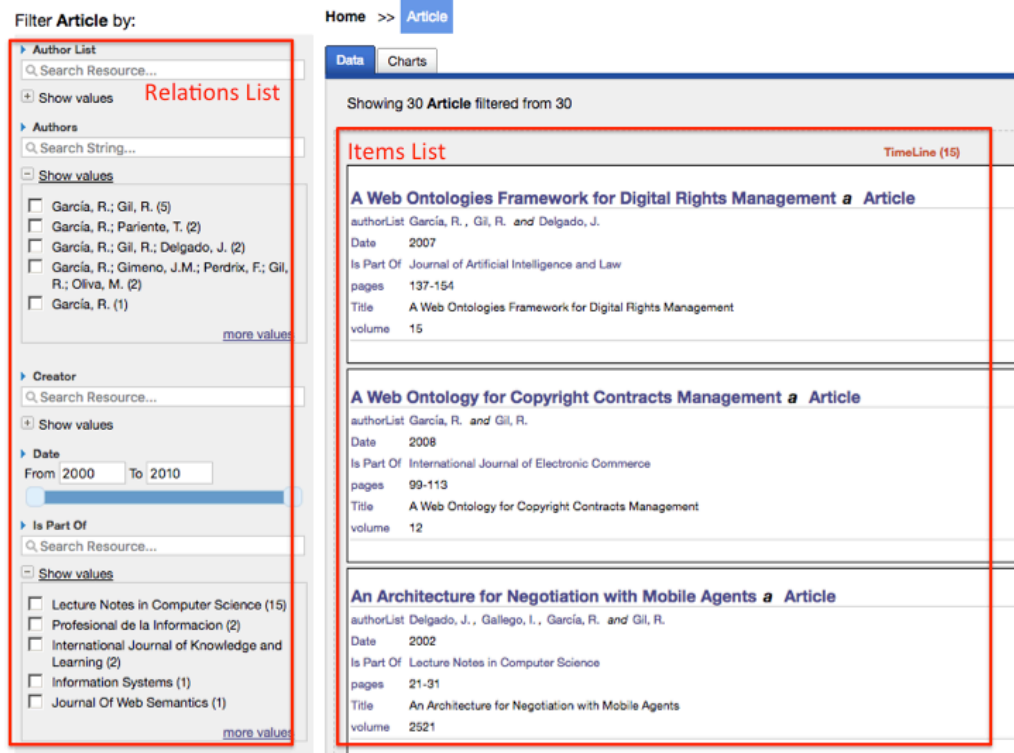 Filter Article by:
Author List
Search Resource...
Show values
Relations List
Authors
Search String...
Show values
García, R.; Gil, R. (5)
García, R.; Pariente, T. (2)
García, R.; Gil, R.; Delgado, J. (2)
García, R.; Gimeno, J.M.; Perdrix, F.; Gil,
R.; Oliva, M. (2)
García, R. (1)
more values
Creator
Search Resource...
Show values
Date
From 2000 To 2010
Is Part Of
Search Resource...
Show values
Lecture Notes in Computer Science (15)
Profesional de la Informacion (2)
International Journal of Knowledge and
Learning (2)
Information Systems (1)
Journal Of Web Semantics (1)
more values
Home >> Article
Data Charts
Showing 30 Article filtered from 30
Items List
TimeLine (15)
A Web Ontologies Framework for Digital Rights Management a Article
authorList García, R. , Gil, R. and Delgado, J.
Date 2007
Is Part Of Journal of Artificial Intelligence and Law
pages 137-154
Title A Web Ontologies Framework for Digital Rights Management
volume 15
A Web Ontology for Copyright Contracts Management a Article
authorList García, R. and Gil, R.
Date 2008
Is Part Of International Journal of Electronic Commerce
pages 99-113
Title A Web Ontology for Copyright Contracts Management
volume 12
An Architecture for Negotiation with Mobile Agents a Article
authorList Delgado, J. , Gallego, I. , García, R. and Gil, R.
Date 2002
Is Part Of Lecture Notes in Computer Science
pages 21-31
Title An Architecture for Negotiation with Mobile Agents
volume 2521